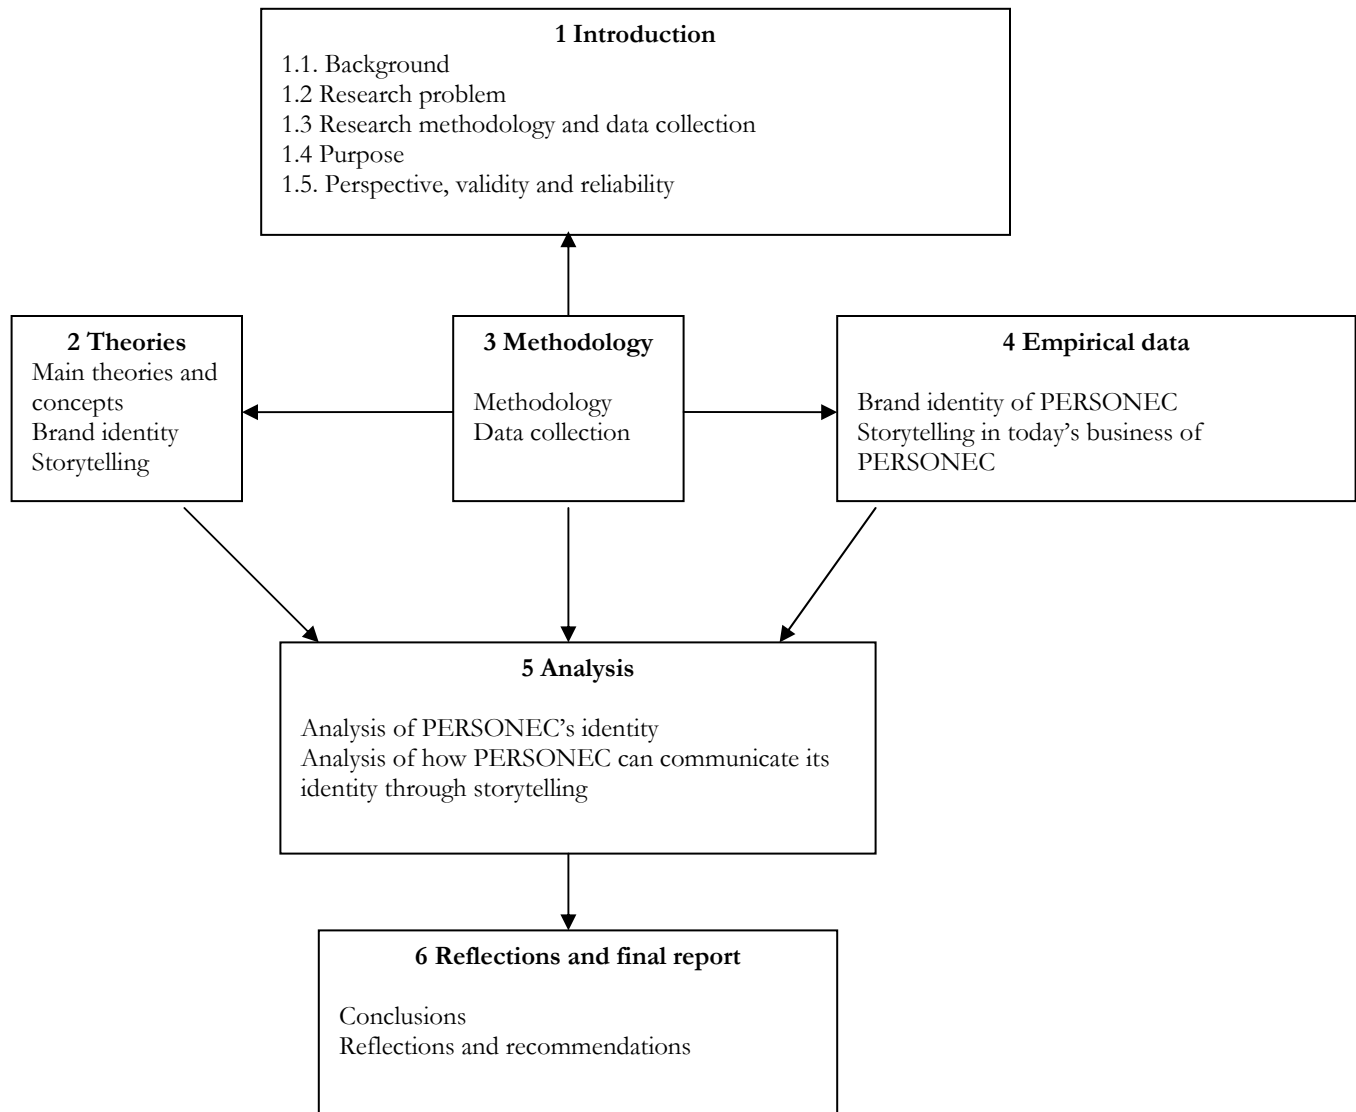 1 Introduction
1.1. Background
1.2 Research problem
1.3 Research methodology and data collection
1.4 Purpose
1.5. Perspective, validity and reliability
2 Theories
Main theories and
concepts
Brand identity
Storytelling
3 Methodology
Methodology
Data collection
4 Empirical data
Brand identity of PERSONEC
Storytelling in today’s business of
PERSONEC
5 Analysis
Analysis of PERSONEC’s identity
Analysis of how PERSONEC can communicate its
identity through storytelling
6 Reflections and final report
Conclusions
Reflections and recommendations